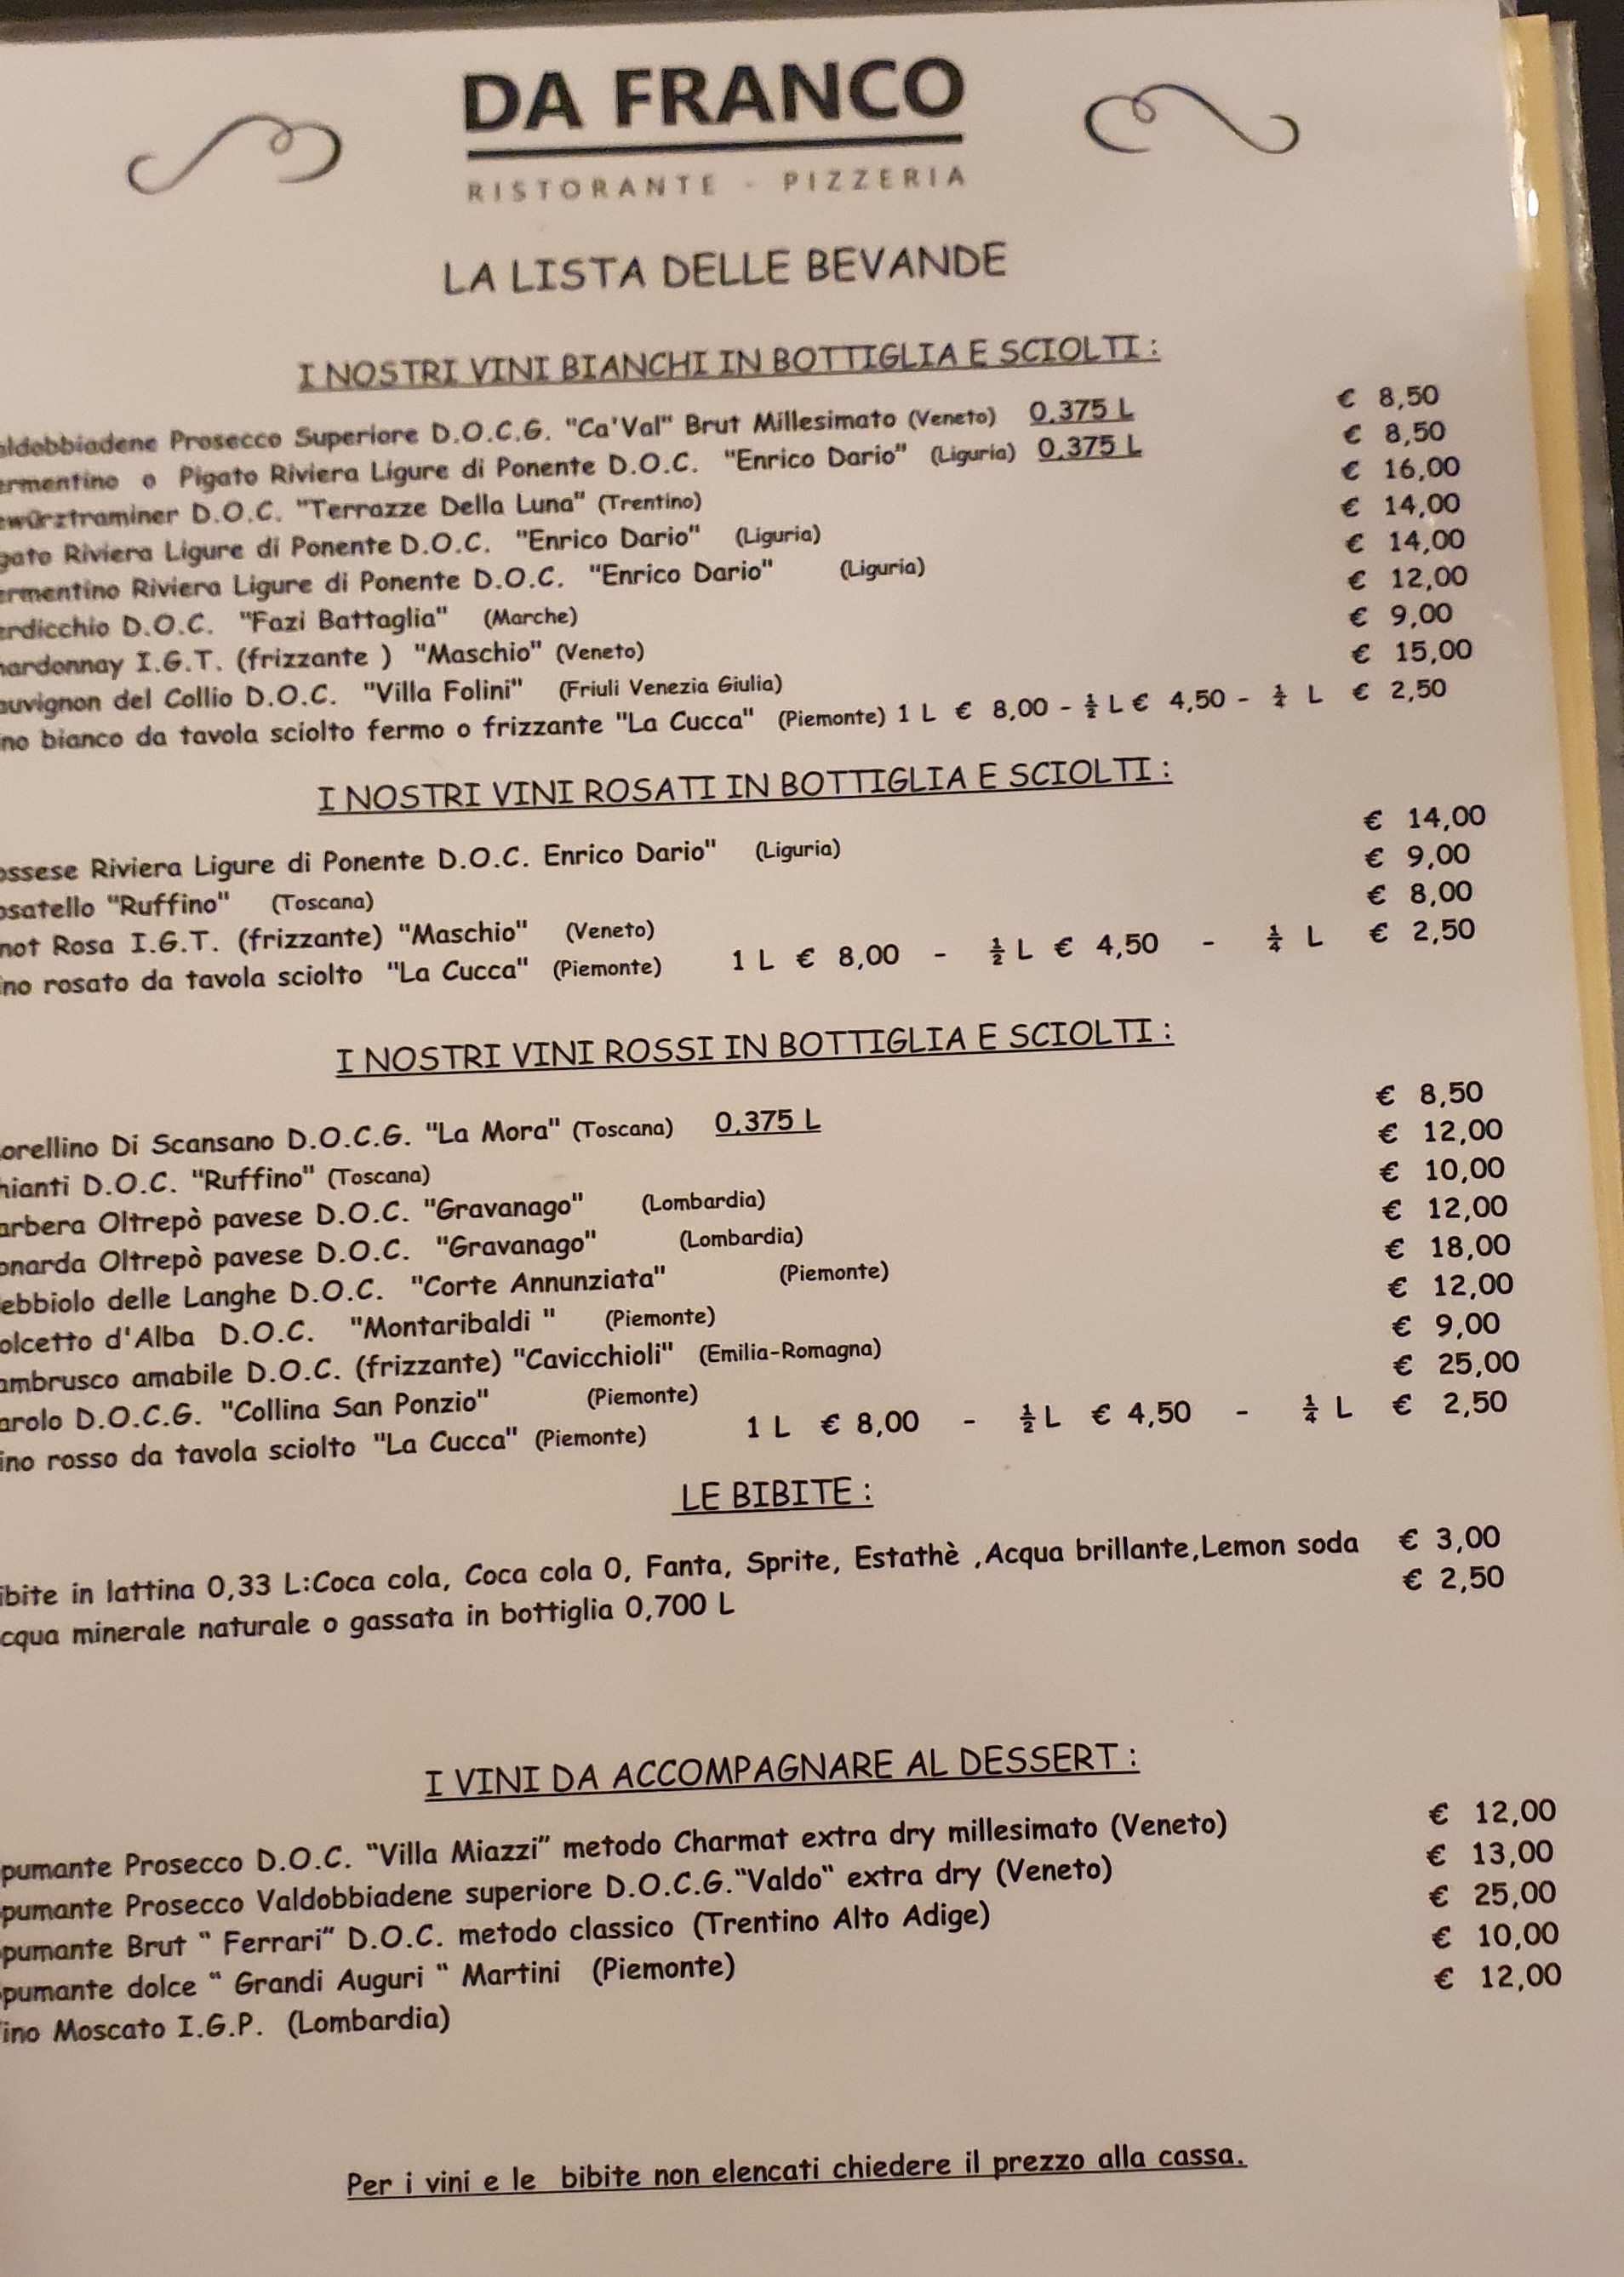 DA FRANCO
RISTORANTE - PIZZERIA
LA LISTA DELLE BEVANDE
I NOSTRI VINI BIANCHI IN BOTTIGLIA E SCIOLTI :
aldobbiadene Prosecco Superiore D.O.C.G. "Ca'Val" Brut Millesimato (Veneto) 0,375 L € 8,50
ermentino o Pigato Riviera Ligure di Ponente D.O.C. "Enrico Dario" (Liguria) 0,375 L € 8,50
ewürztraminer D.O.C. "Terrazze Della Luna" (Trentino) € 16,00
gato Riviera Ligure di Ponente D.O.C. "Enrico Dario" (Liguria) € 14,00
ermentino Riviera Ligure di Ponente D.O.C. "Enrico Dario" (Liguria) € 14,00
erdicchio D.O.C. "Fazi Battaglia" (Marche) € 12,00
hardonnay I.G.T. (frizzante ) "Maschio" (Veneto) € 9,00
auvignon del Collio D.O.C. "Villa Folini" (Friuli Venezia Giulia) € 15,00
ino bianco da tavola sciolto fermo o frizzante "La Cucca" (Piemonte) 1 L € 8,00 - ½ L € 4,50 - ¼ L € 2,50
I NOSTRI VINI ROSATI IN BOTTIGLIA E SCIOLTI :
ossese Riviera Ligure di Ponente D.O.C. Enrico Dario" (Liguria) € 14,00
osatello "Ruffino" (Toscana) € 9,00
not Rosa I.G.T. (frizzante) "Maschio" (Veneto) € 8,00
ino rosato da tavola sciolto "La Cucca" (Piemonte) 1 L € 8,00 - ½ L € 4,50 - ¼ L € 2,50
I NOSTRI VINI ROSSI IN BOTTIGLIA E SCIOLTI :
orellino Di Scansano D.O.C.G. "La Mora" (Toscana) 0,375 L € 8,50
hianti D.O.C. "Ruffino" (Toscana) € 12,00
arbera Oltrepò pavese D.O.C. "Gravanago" (Lombardia) € 10,00
onarda Oltrepò pavese D.O.C. "Gravanago" (Lombardia) € 12,00
ebbiolo delle Langhe D.O.C. "Corte Annunziata" (Piemonte) € 18,00
olcetto d'Alba D.O.C. "Montaribaldi " (Piemonte) € 12,00
ambrusco amabile D.O.C. (frizzante) "Cavicchioli" (Emilia-Romagna) € 9,00
arolo D.O.C.G. "Collina San Ponzio" (Piemonte) € 25,00
ino rosso da tavola sciolto "La Cucca" (Piemonte) 1 L € 8,00 - ½ L € 4,50 - ¼ L € 2,50
LE BIBITE :
ibite in lattina 0,33 L:Coca cola, Coca cola 0, Fanta, Sprite, Estathè ,Acqua brillante,Lemon soda € 3,00
cqua minerale naturale o gassata in bottiglia 0,700 L € 2,50
I VINI DA ACCOMPAGNARE AL DESSERT :
pumante Prosecco D.O.C. “Villa Miazzi” metodo Charmat extra dry millesimato (Veneto) € 12,00
pumante Prosecco Valdobbiadene superiore D.O.C.G.“Valdo“ extra dry (Veneto) € 13,00
pumante Brut “ Ferrari” D.O.C. metodo classico (Trentino Alto Adige) € 25,00
pumante dolce “ Grandi Auguri “ Martini (Piemonte) € 10,00
ino Moscato I.G.P. (Lombardia) € 12,00
Per i vini e le bibite non elencati chiedere il prezzo alla cassa.